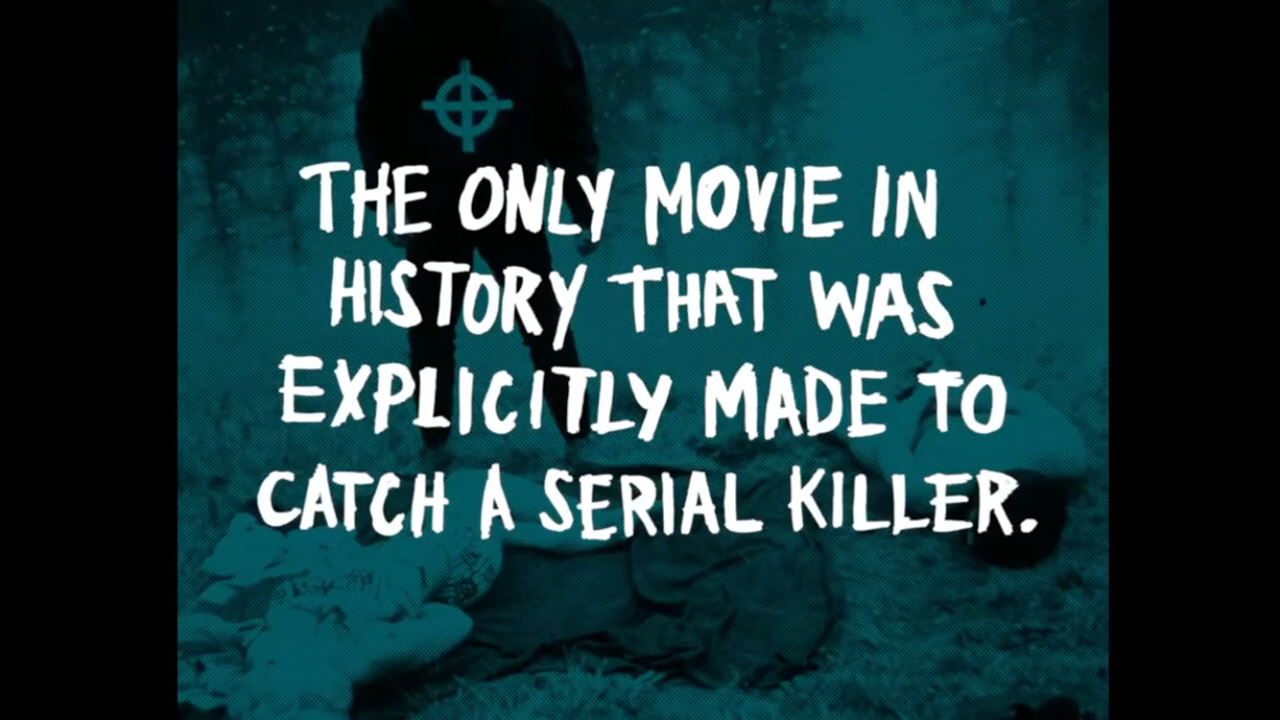 THE ONLY MOVIE IN
HISTORY THAT WAS
EXPLICITLY MADE TO
CATCH A SERIAL KILLER.